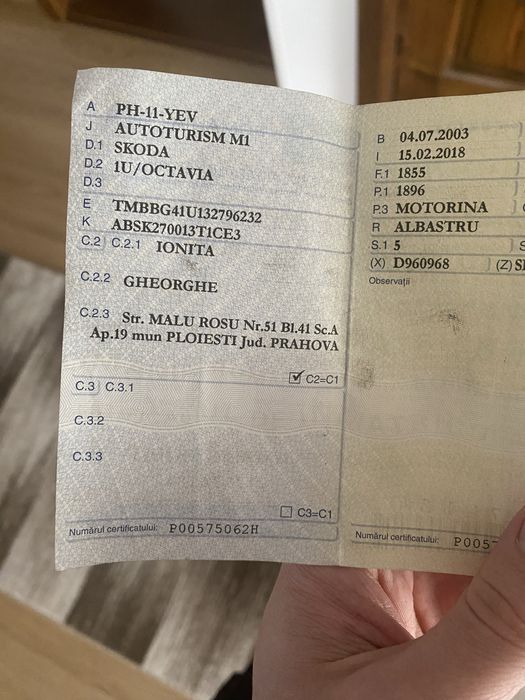 A PH-11-YEV
J AUTOTURISM M1
D.1 SKODA
D.2 1U/OCTAVIA
D.3
E TMBBG41U132796232
K ABSK270013T1CE3
C.2 C.2.1 IONITA
C.2.2 GHEORGHE
C.2.3 Str. MALU ROSU Nr.51 Bl.41 Sc.A
Ap.19 mun PLOIESTI Jud. PRAHOVA
C2=C1
C.3 C.3.1
C.3.2
C.3.3
C3=C1
Numărul certificatului: P00575062H
B 04.07.2003
I 15.02.2018
F.1 1855
P.1 1896
P.3 MOTORINA
R ALBASTRU
S.1 5
(X) D960968 (Z)
Observații
Numărul certificatului: P005